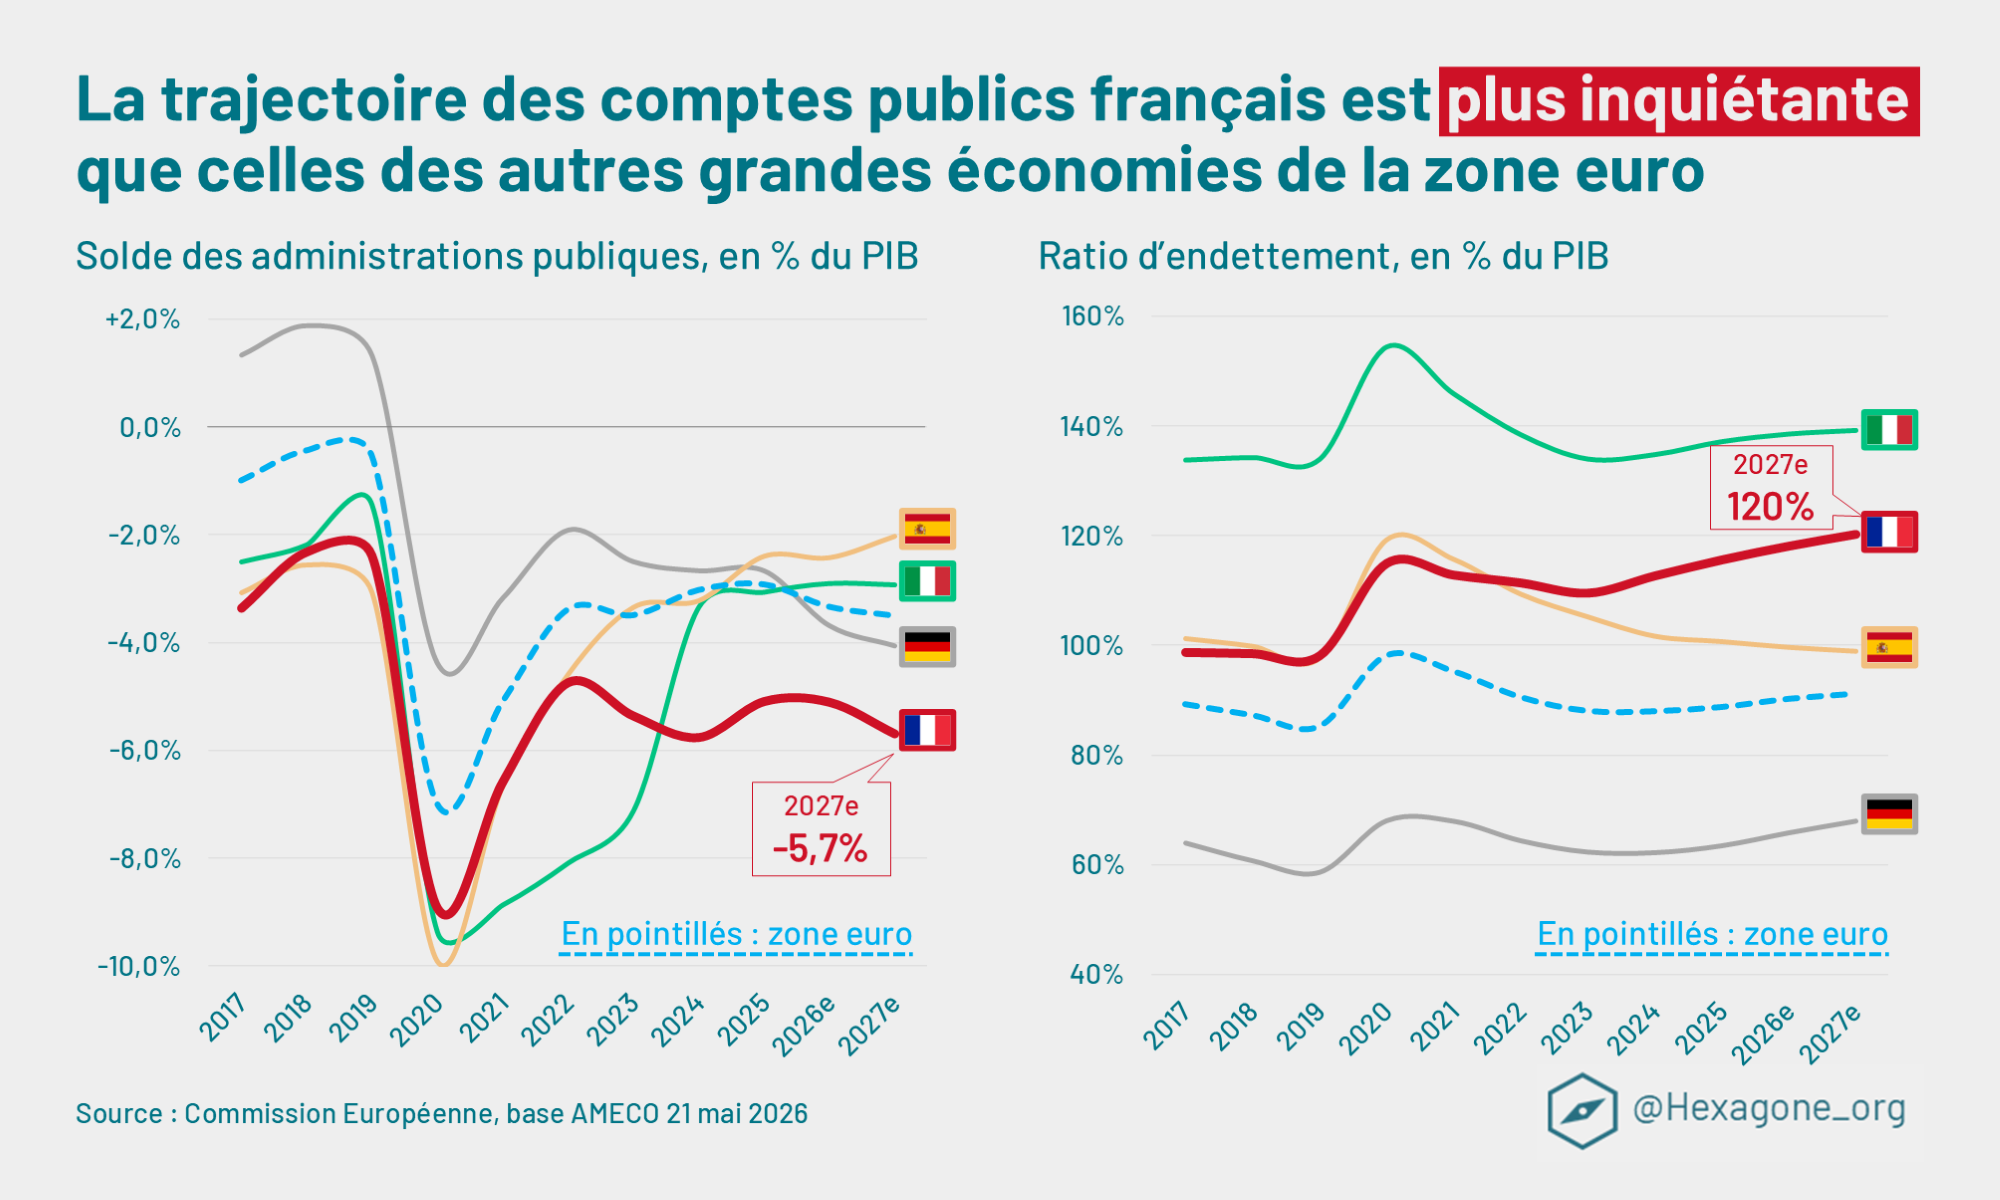 La trajectoire des comptes publics français est plus inquiétante
que celles des autres grandes économies de la zone euro
Solde des administrations publiques, en % du PIB
+2,0%
0,0%
-2,0%
-4,0%
-6,0%
-8,0%
-10,0%
2027e
-5,7%
En pointillés : zone euro
2017
2018
2019
2020
2021
2022
2023
2024
2025
2026e
2027e
Ratio d’endettement, en % du PIB
160%
140%
120%
100%
80%
60%
40%
2027e
120%
En pointillés : zone euro
2017
2018
2019
2020
2021
2022
2023
2024
2025
2026e
2027e
Source : Commission Européenne, base AMECO 21 mai 2026
@Hexagone_org